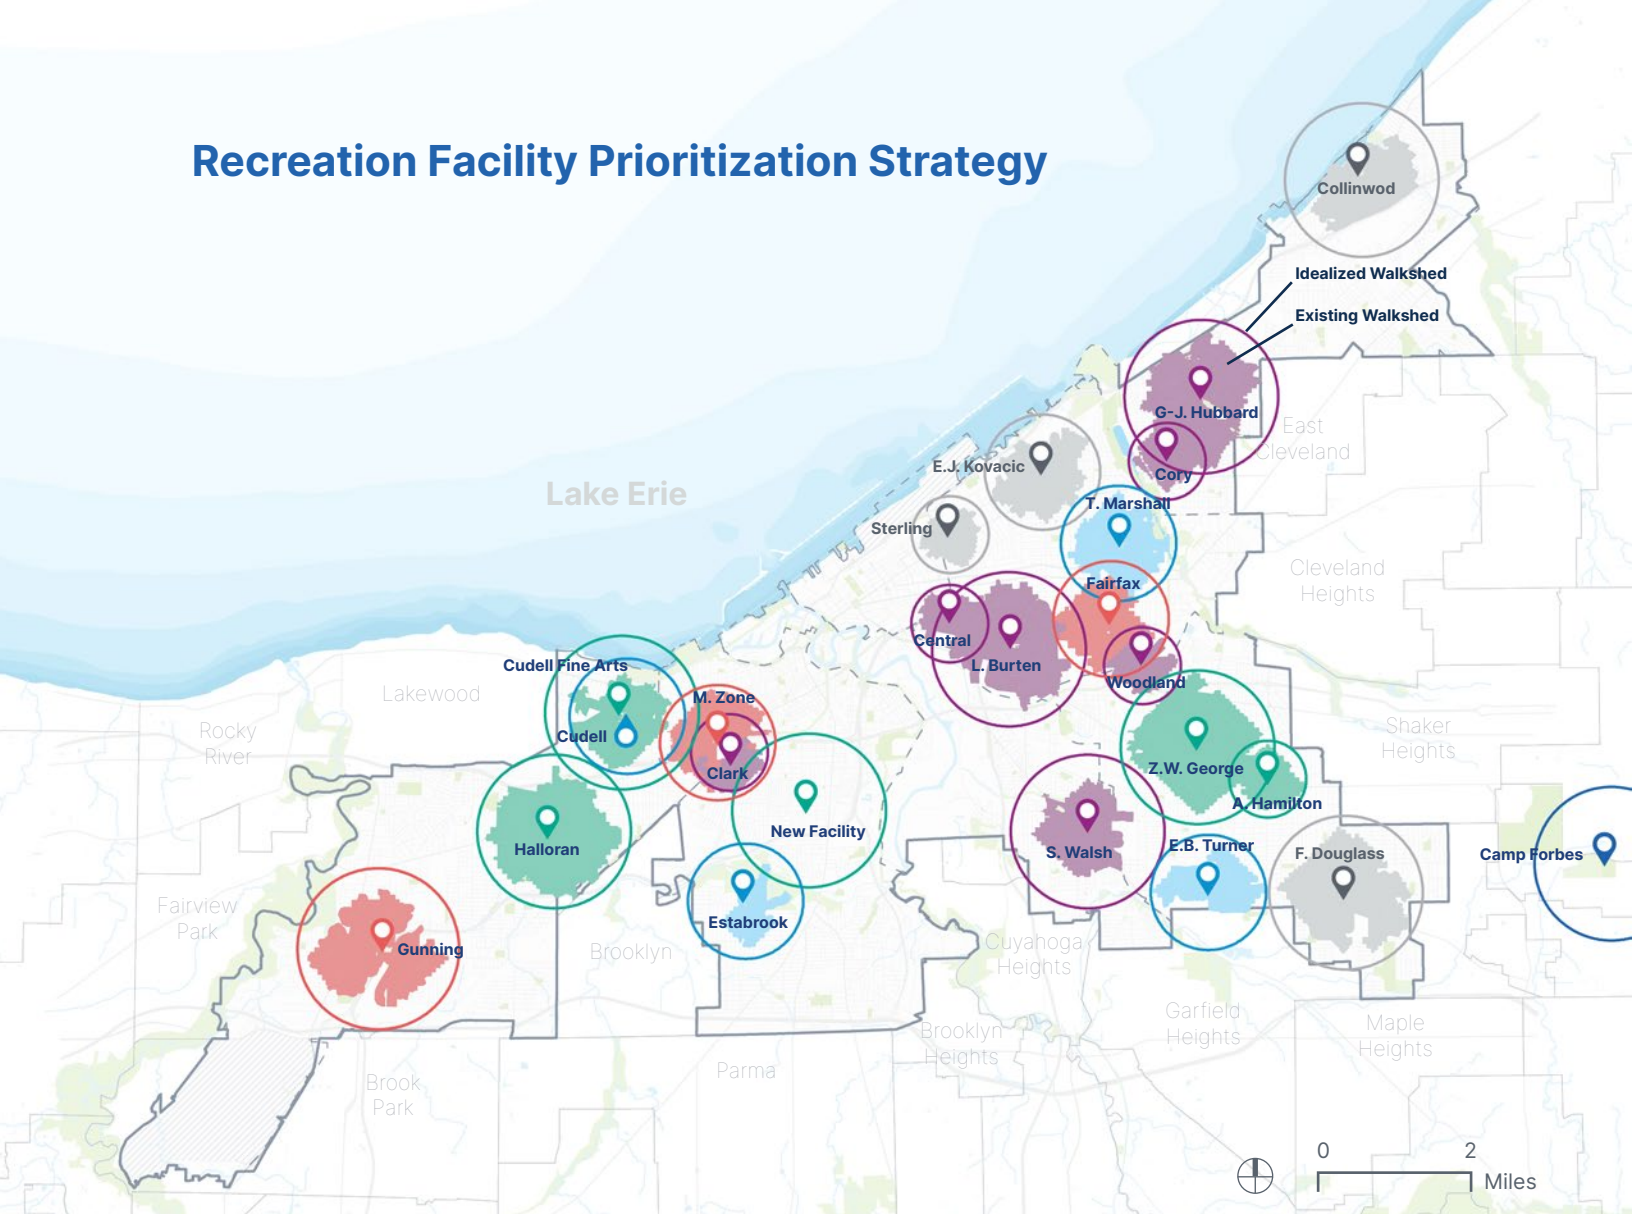 Recreation Facility Prioritization Strategy
Collinwod
Idealized Walkshed
Existing Walkshed
G-J. Hubbard
East
Cleveland
E.J. Kovacic
Cory
Lake Erie
T. Marshall
Sterling
Cleveland
Heights
Fairfax
Central
L. Burten
Woodland
Cudell Fine Arts
Lakewood
M. Zone
Rocky
River
Cudell
Shaker
Heights
Clark
Z.W. George
A. Hamilton
New Facility
Halloran
S. Walsh
E.B. Turner
F. Douglass
Camp Forbes
Fairview
Park
Estabrook
Gunning
Brooklyn
Cuyahoga
Heights
Garfield
Heights
Maple
Heights
Brooklyn
Heights
Parma
Brook
Park
0 2
Miles